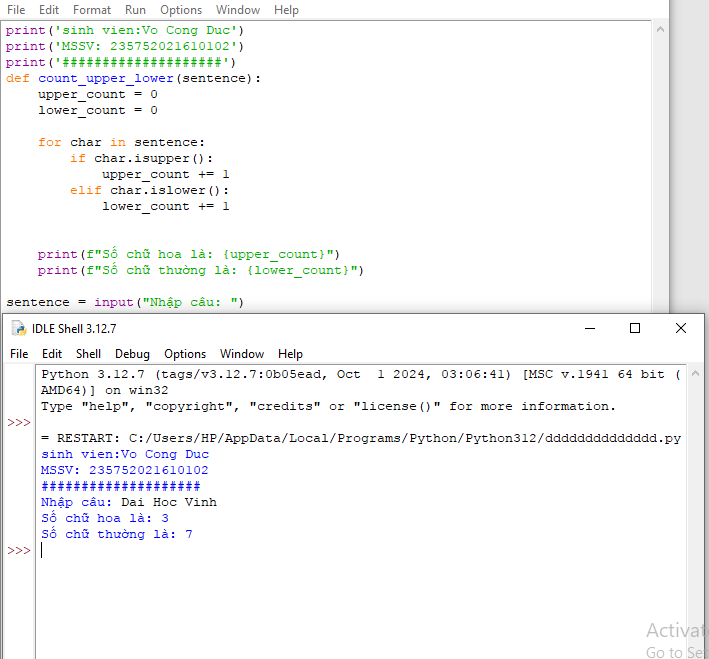 File Edit Format Run Options Window Help
print('sinh vien:Vo Cong Duc')
print('MSSV: 235752021610102')
print('####################')
def count_upper_lower(sentence):
    upper_count = 0
    lower_count = 0
    for char in sentence:
        if char.isupper():
            upper_count += 1
        elif char.islower():
            lower_count += 1
    print(f"Số chữ hoa là: {upper_count}")
    print(f"Số chữ thường là: {lower_count}")
sentence = input("Nhập câu: ")
IDLE Shell 3.12.7
File Edit Shell Debug Options Window Help
Python 3.12.7 (tags/v3.12.7:0b05ead, Oct  1 2024, 03:06:41) [MSC v.1941 64 bit (
AMD64)] on win32
Type "help", "copyright", "credits" or "license()" for more information.
>>>
= RESTART: C:/Users/HP/AppData/Local/Programs/Python/Python312/dddddddddddddd.py
sinh vien:Vo Cong Duc
MSSV: 235752021610102
####################
Nhập câu: Dai Hoc Vinh
Số chữ hoa là: 3
Số chữ thường là: 7
>>>
Activat
Go to Se